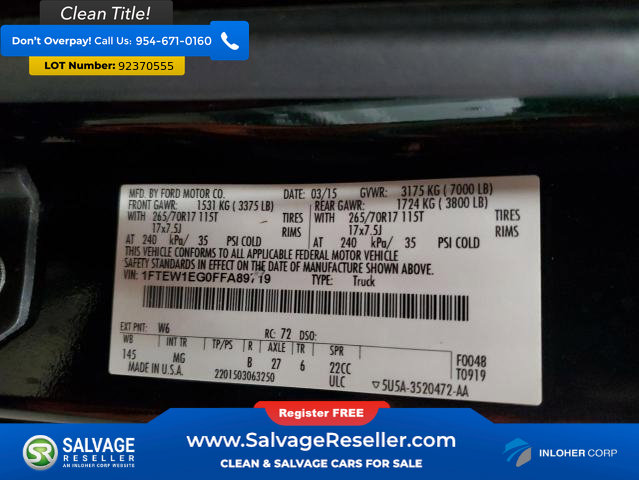 Clean Title!
Don't Overpay! Call Us: 954-671-0160
LOT Number: 92370555
MFD. BY FORD MOTOR CO. DATE: 03/15 GVWR: 3175 KG ( 7000 LB)
FRONT GAWR: 1531 KG ( 3375 LB) REAR GAWR: 1724 KG ( 3800 LB)
WITH 265/70R17 115T TIRES WITH 265/70R17 115T TIRES
17x7.5J RIMS 17x7.5J RIMS
AT 240 kPa/ 35 PSI COLD AT 240 kPa/ 35 PSI COLD
THIS VEHICLE CONFORMS TO ALL APPLICABLE FEDERAL MOTOR VEHICLE
SAFETY STANDARDS IN EFFECT ON THE DATE OF MANUFACTURE SHOWN ABOVE.
VIN: 1FTEW1EG0FFA89719 TYPE: Truck
EXT PNT: W6 RC: 72 DSO:
WB INT TR TP/PS R AXLE TR SPR
145 MG B 27 6 22CC F0048
MADE IN U.S.A. 2201503063250 ULC T0919
▽5U5A-3520472-AA
Register FREE
SR SALVAGE RESELLER
AN INLOHER CORP WEBSITE
www.SalvageReseller.com
CLEAN & SALVAGE CARS FOR SALE
INLOHER CORP